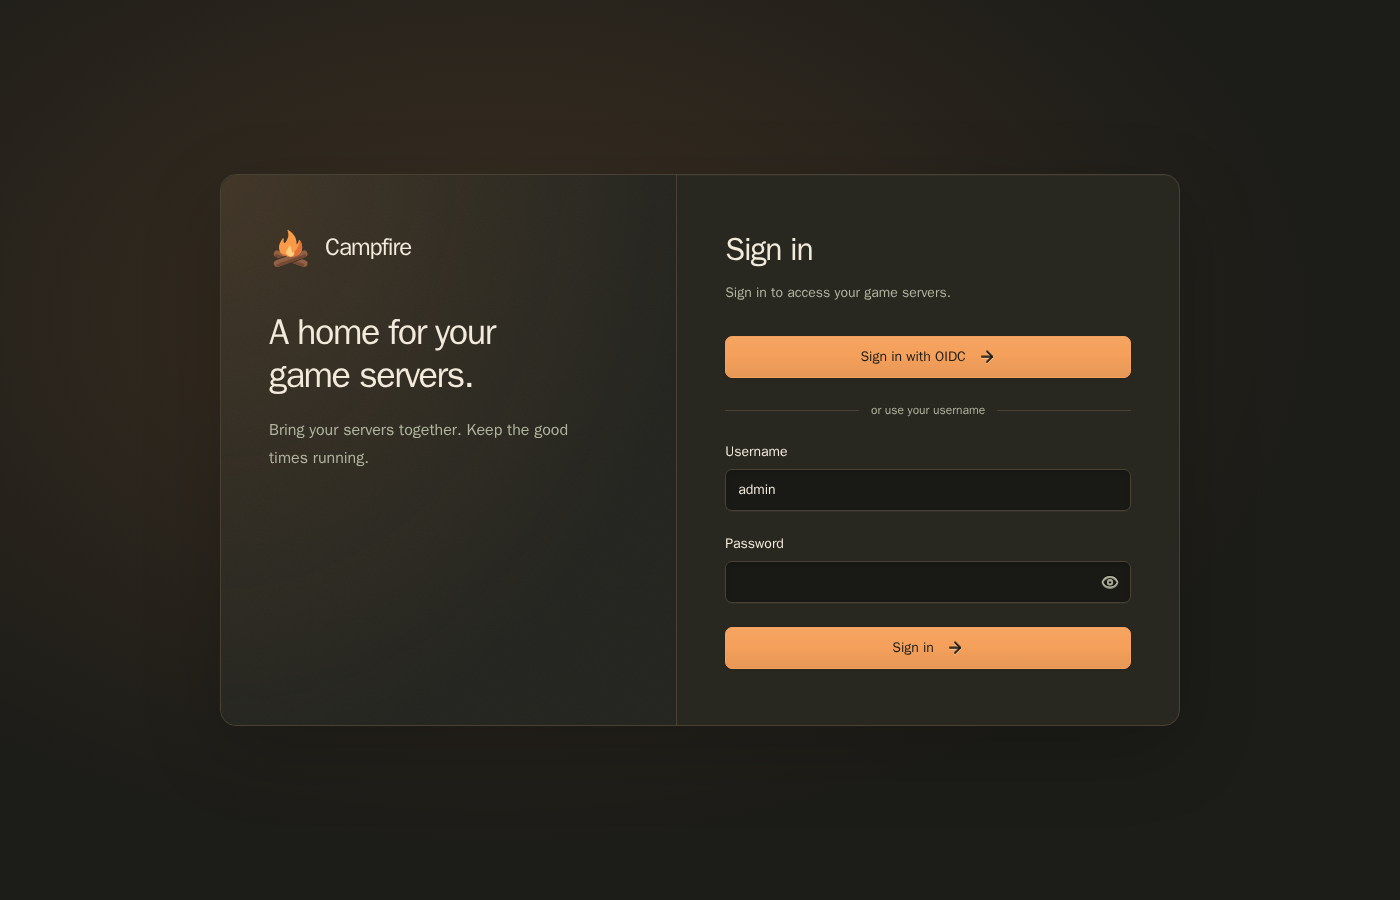 Campfire
A home for your
game servers.
Bring your servers together. Keep the good
times running.
Sign in
Sign in to access your game servers.
Sign in with OIDC
or use your username
Username
admin
Password
Sign in